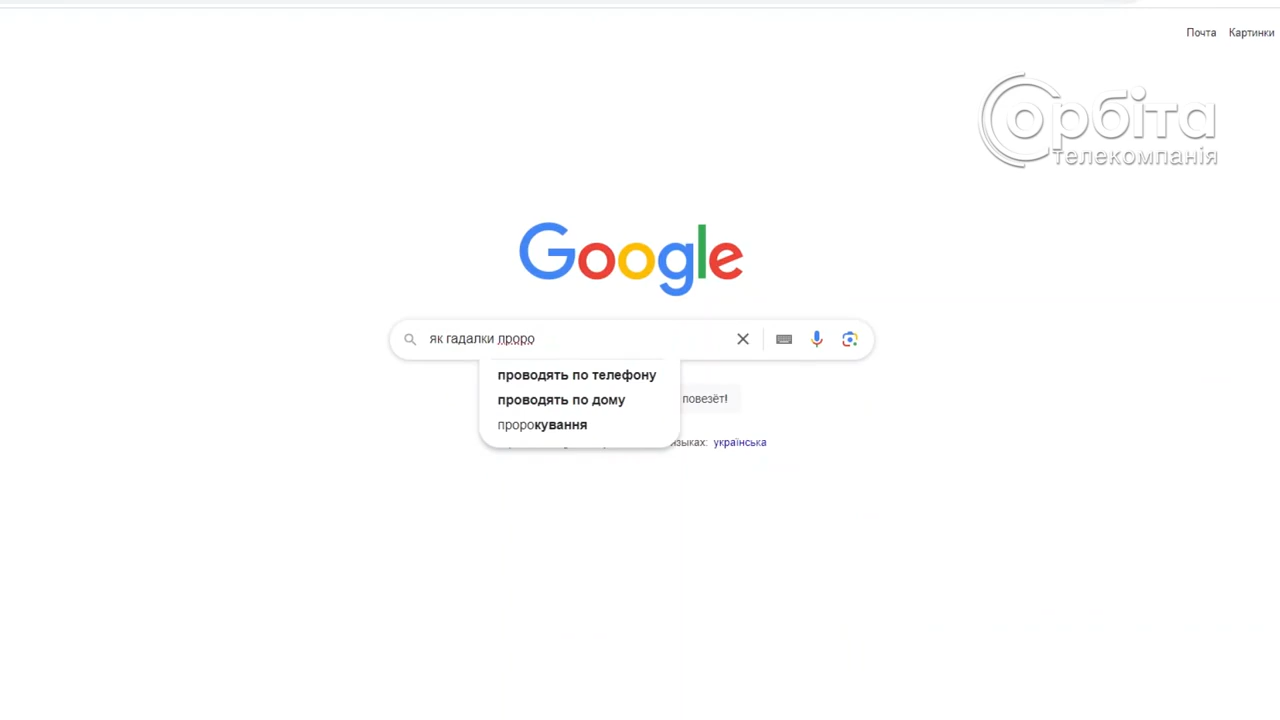 Почта Картинки
Орбіта
телекомпанія
Google
як гадалки проро
проводять по телефону
проводять по дому
пророкування
повезёт!
языках: українська